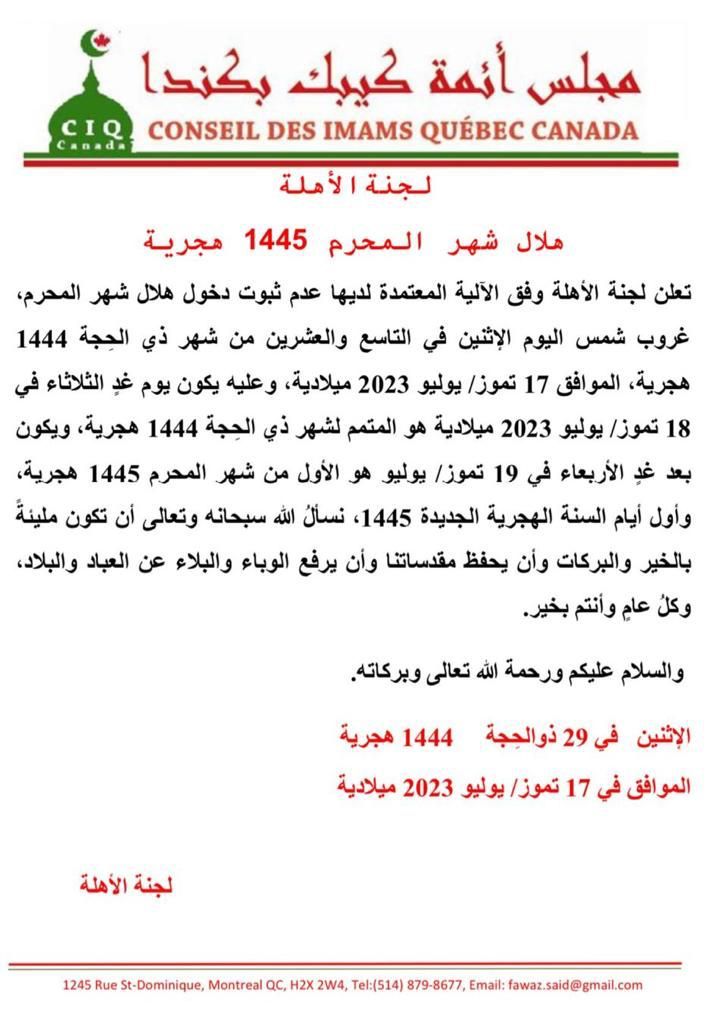 مجلس أئمة كيبك بكندا
CIQ
Canada
CONSEIL DES IMAMS QUÉBEC CANADA
لجنة الأهلة
هلال شهر المحرم 1445 هجرية
تعلن لجنة الأهلة وفق الآلية المعتمدة لديها عدم ثبوت دخول هلال شهر المحرم،
غروب شمس اليوم الإثنين في التاسع والعشرين من شهر ذي الحِجة 1444
هجرية، الموافق 17 تموز/ يوليو 2023 ميلادية، وعليه يكون يوم غدٍ الثلاثاء في
18 تموز/ يوليو 2023 ميلادية هو المتمم لشهر ذي الحِجة 1444 هجرية، ويكون
بعد غدٍ الأربعاء في 19 تموز/ يوليو هو الأول من شهر المحرم 1445 هجرية،
وأول أيام السنة الهجرية الجديدة 1445، نسألُ الله سبحانه وتعالى أن تكون مليئةً
بالخير والبركات وأن يحفظ مقدساتنا وأن يرفع الوباء والبلاء عن العباد والبلاد،
وكلُ عامٍ وأنتم بخير.
والسلام عليكم ورحمة الله تعالى وبركاته.
الإثنين في 29 ذوالحِجة 1444 هجرية
الموافق في 17 تموز/ يوليو 2023 ميلادية
لجنة الأهلة
1245 Rue St-Dominique, Montreal QC, H2X 2W4, Tel:(514) 879-8677, Email: fawaz.said@gmail.com